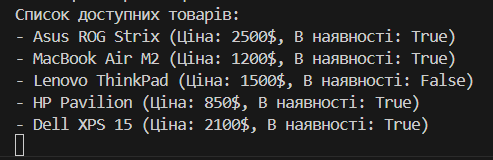 Список доступних товарів:
- Asus ROG Strix (Ціна: 2500$, В наявності: True)
- MacBook Air M2 (Ціна: 1200$, В наявності: True)
- Lenovo ThinkPad (Ціна: 1500$, В наявності: False)
- HP Pavilion (Ціна: 850$, В наявності: True)
- Dell XPS 15 (Ціна: 2100$, В наявності: True)